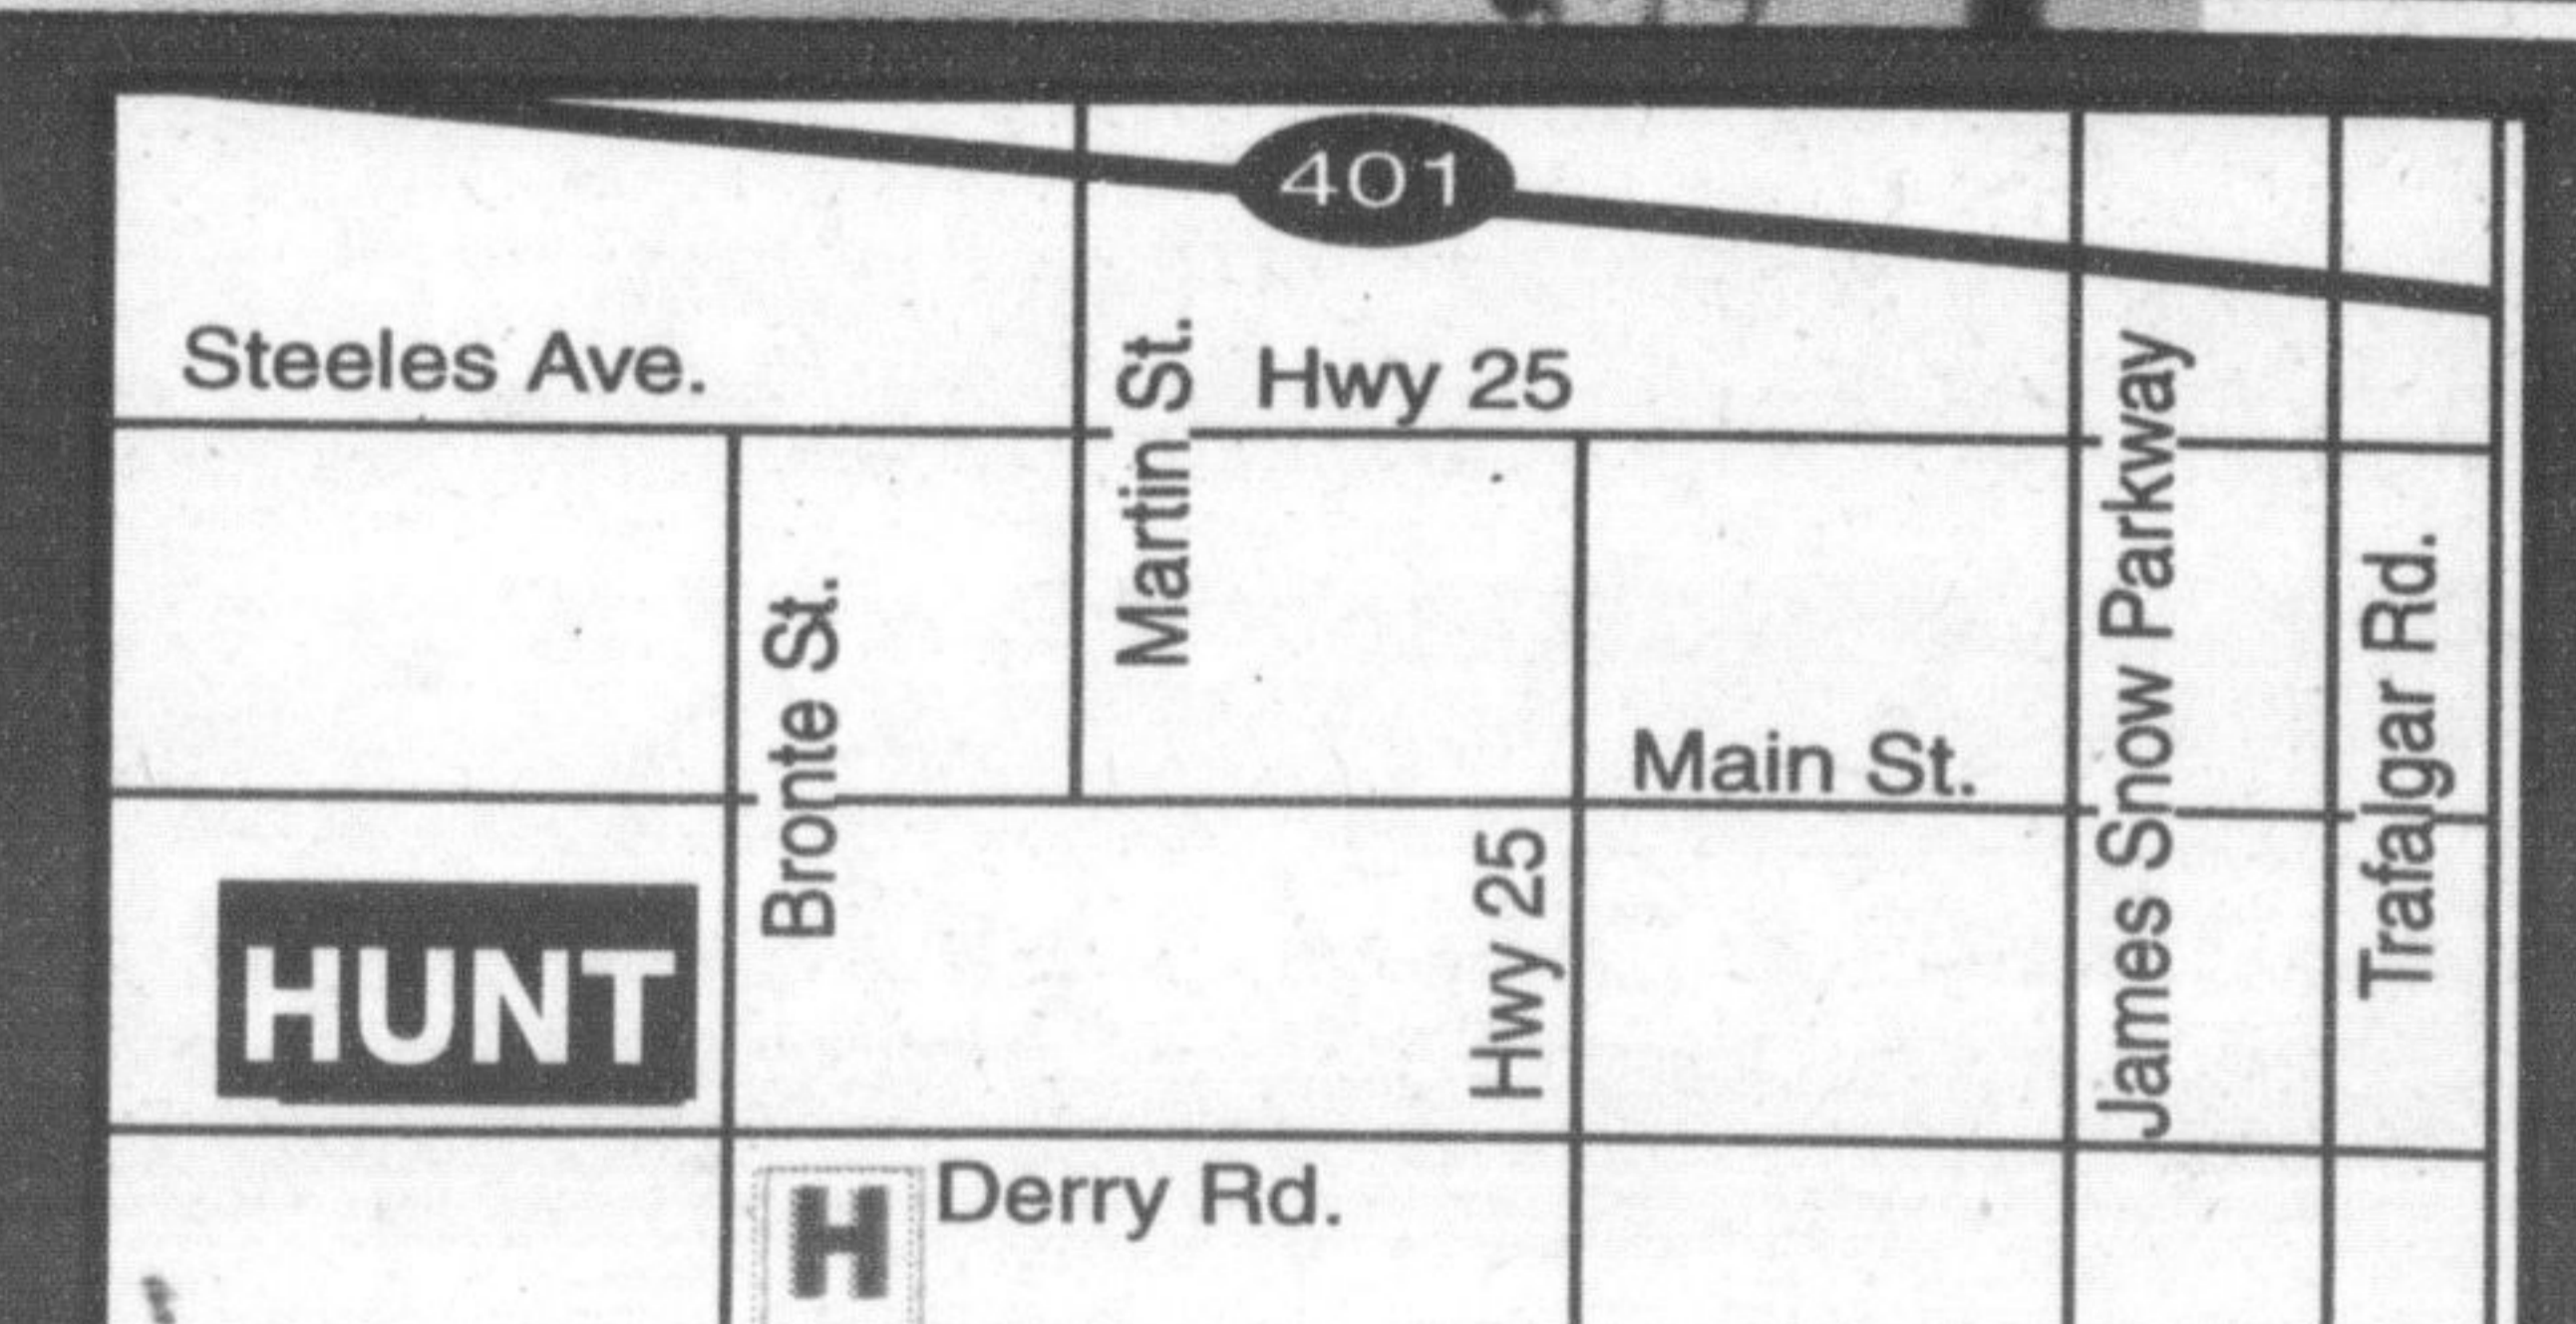 401
Steeles Ave.
Martin St.
Hwy 25
James Snow Parkway
Trafalgar Rd.
Bronte St.
Main St.
Hwy 25
HUNT
H
Derry Rd.